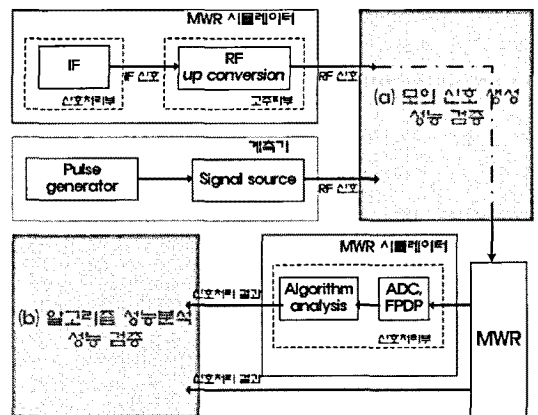 MWR 시뮬레이터
IF
신호처리부
IF 신호
RF
up conversion
고주파부
RF 신호
(a) 모의 신호 생성
성능 검증
계측기
Pulse
generator
Signal source
RF 신호
MWR 시뮬레이터
(b) 알고리즘 성능분석
성능 검증
신호처리 결과
Algorithm
analysis
ADC,
FPDP
신호처리부
MWR
신호처리 결과